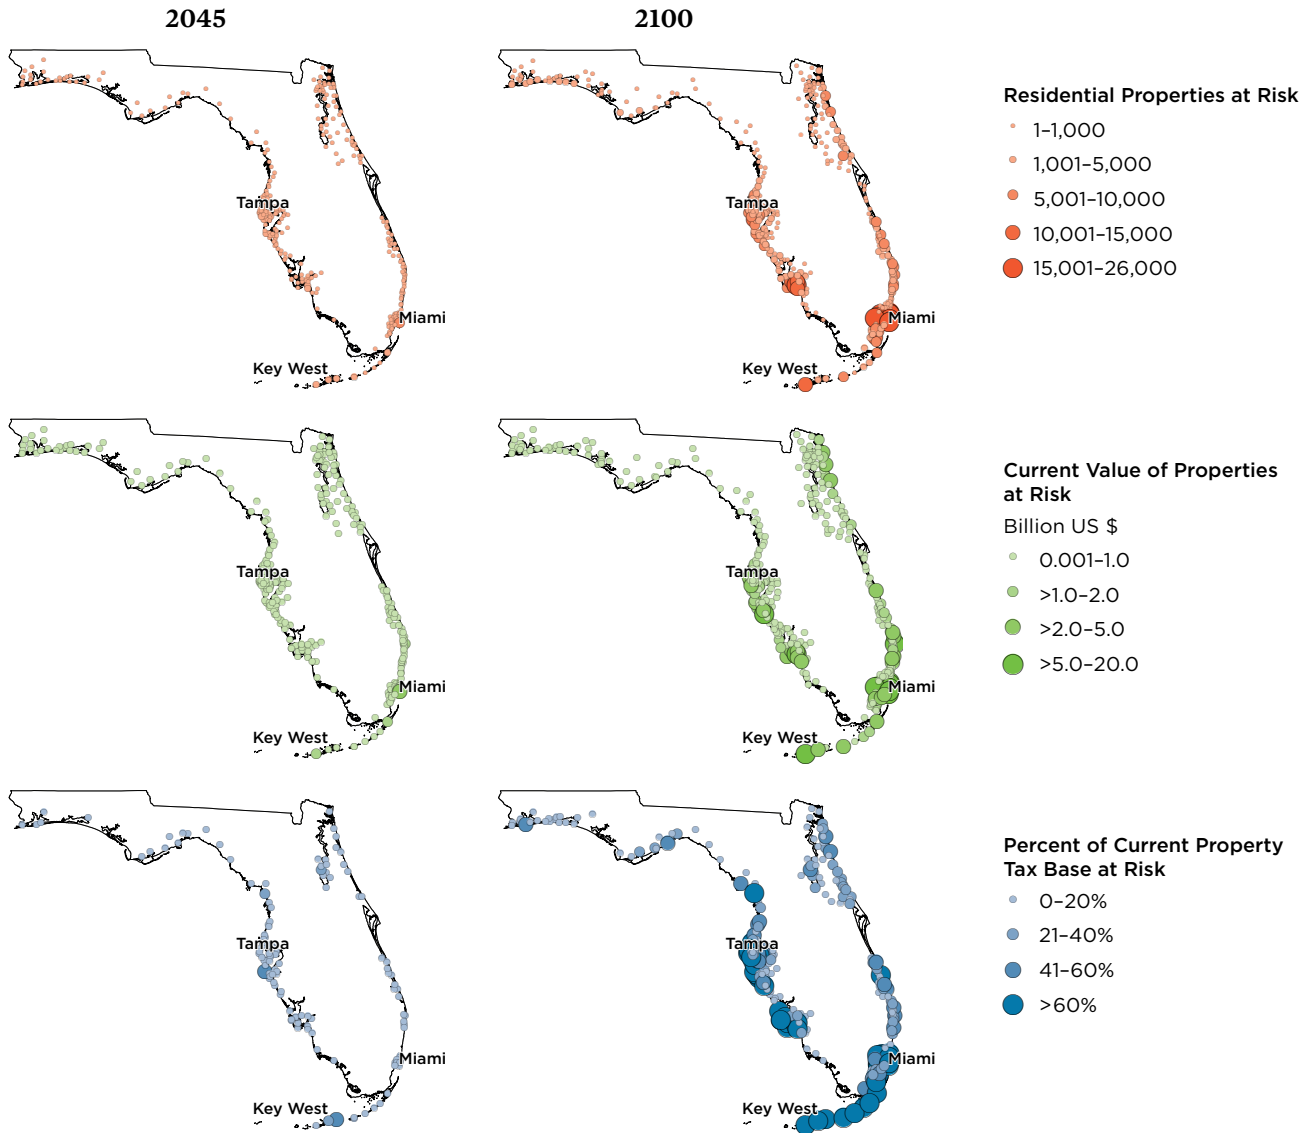 2045
2100
Tampa
Miami
Key West
Tampa
Miami
Key West
Residential Properties at Risk
1–1,000
1,001–5,000
5,001–10,000
10,001–15,000
15,001–26,000
Tampa
Miami
Key West
Tampa
Miami
Key West
Current Value of Properties
at Risk
Billion US $
0.001–1.0
>1.0–2.0
>2.0–5.0
>5.0–20.0
Tampa
Miami
Key West
Tampa
Miami
Key West
Percent of Current Property
Tax Base at Risk
0–20%
21–40%
41–60%
>60%